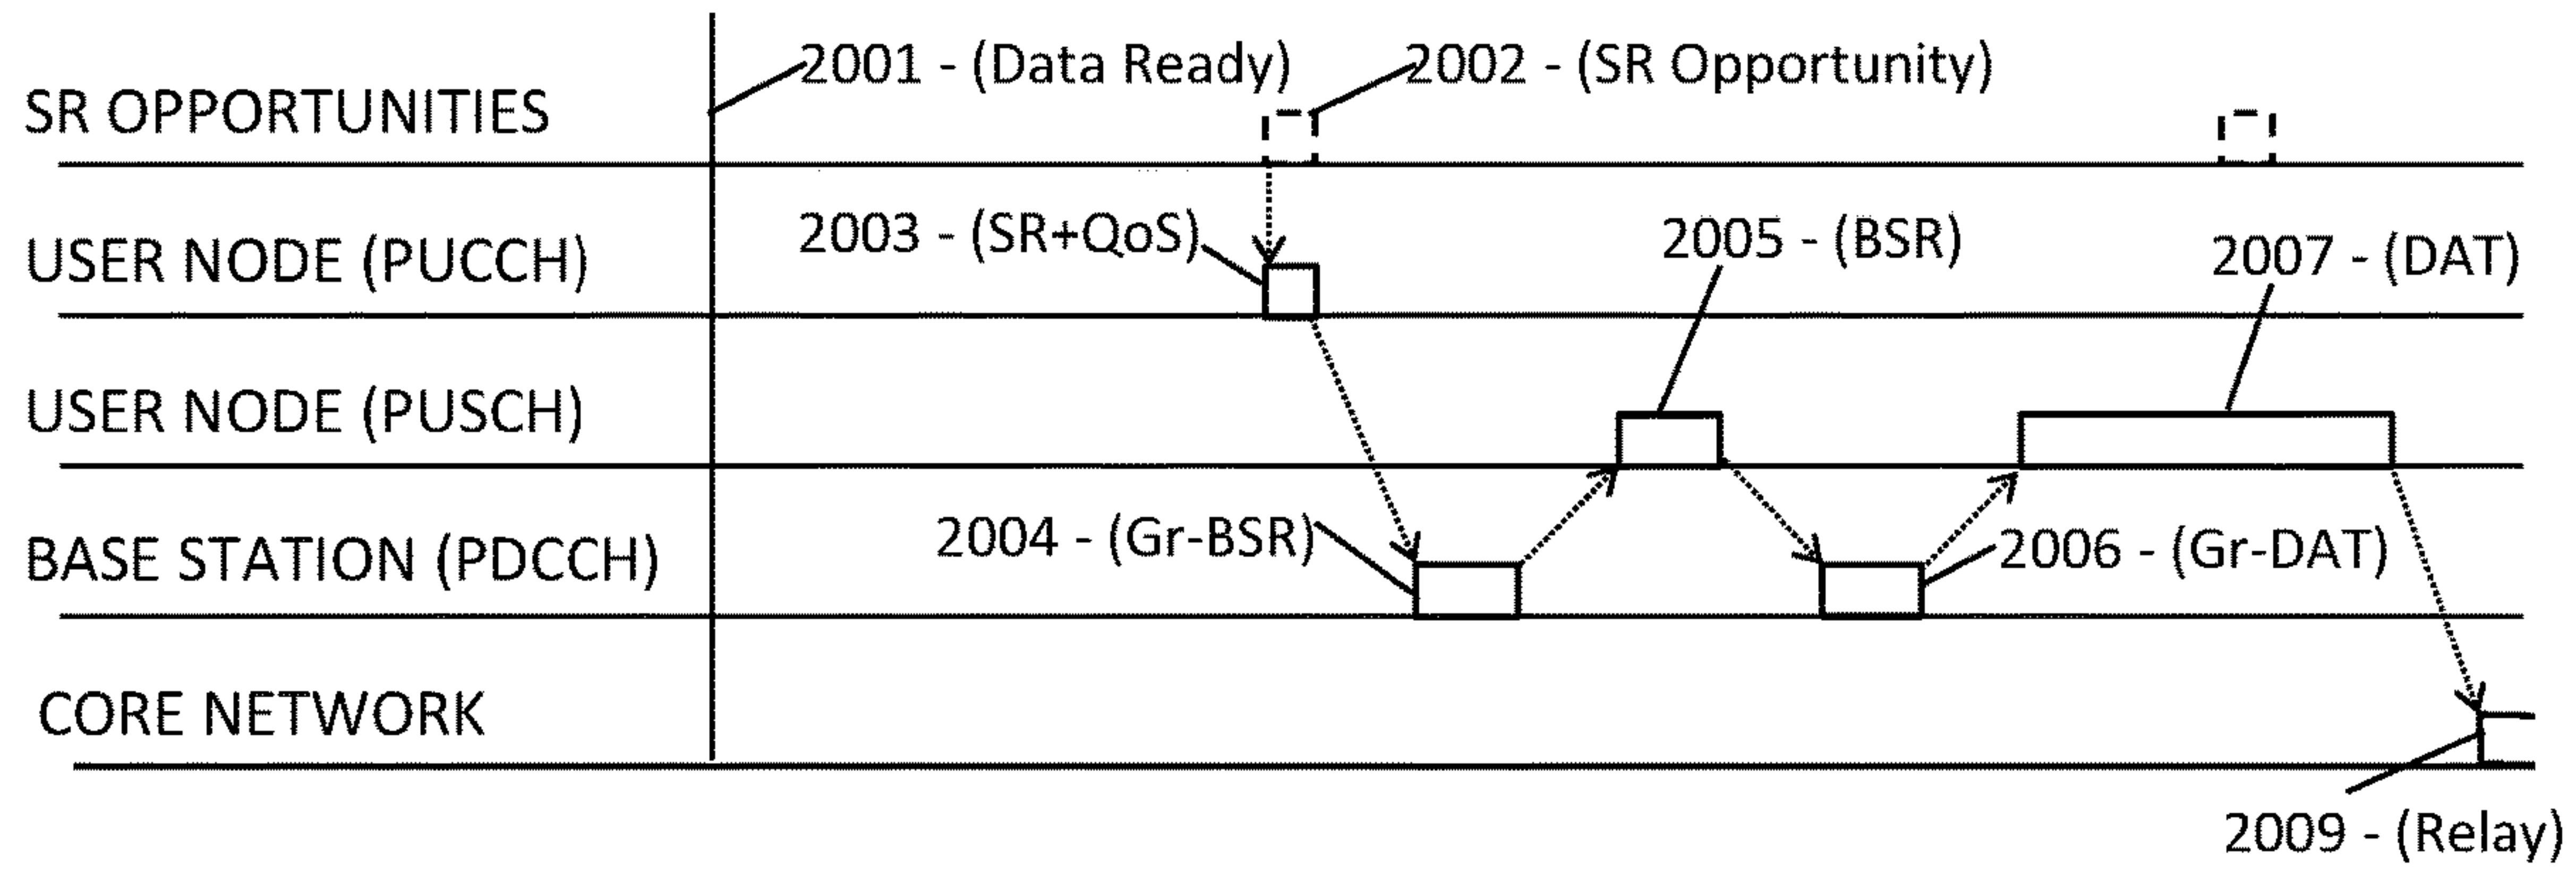 2001 - (Data Ready)
2002 - (SR Opportunity)
SR OPPORTUNITIES
2003 - (SR+QoS)
2005 - (BSR)
2007 - (DAT)
USER NODE (PUCCH)
USER NODE (PUSCH)
2004 - (Gr-BSR)
2006 - (Gr-DAT)
BASE STATION (PDCCH)
CORE NETWORK
2009 - (Relay)